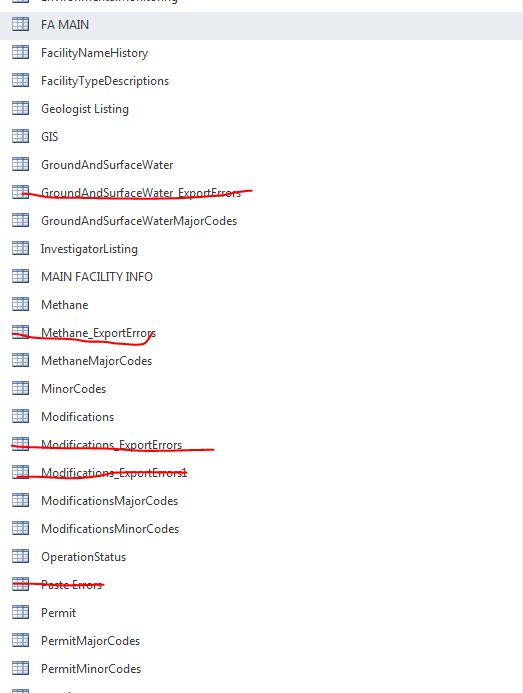 EnvironmentalMonitoring
FA MAIN
FacilityNameHistory
FacilityTypeDescriptions
Geologist Listing
GIS
GroundAndSurfaceWater
GroundAndSurfaceWater_ExportErrors
GroundAndSurfaceWaterMajorCodes
InvestigatorListing
MAIN FACILITY INFO
Methane
Methane_ExportErrors
MethaneMajorCodes
MinorCodes
Modifications
Modifications_ExportErrors
Modifications_ExportErrors1
ModificationsMajorCodes
ModificationsMinorCodes
OperationStatus
Paste Errors
Permit
PermitMajorCodes
PermitMinorCodes